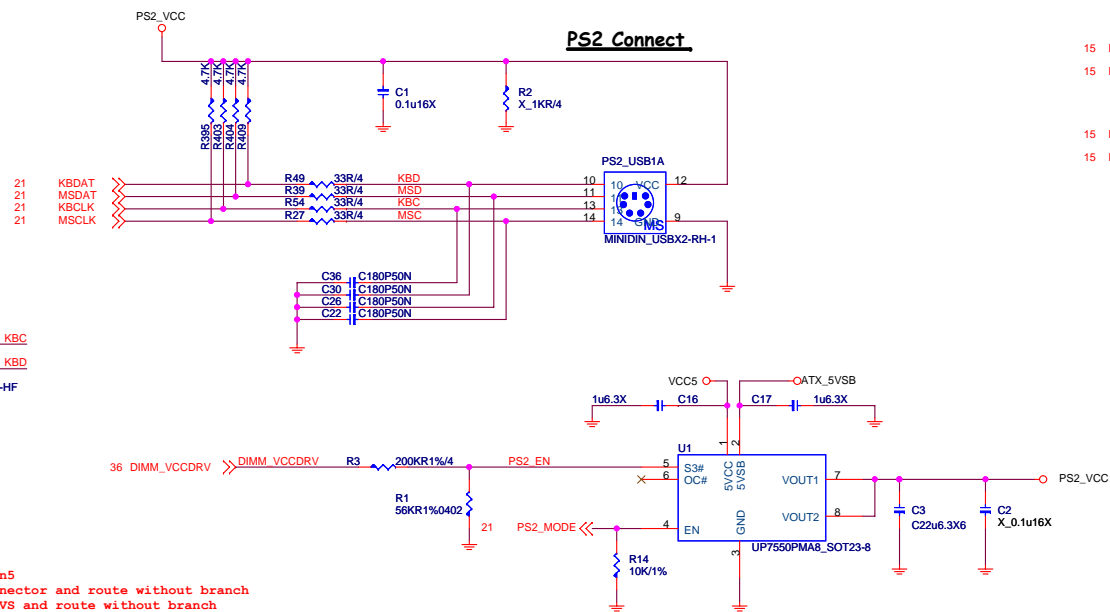 PS2_VCC
PS2 Connect
15
15
15
15
4.7K
4.7K
4.7K
4.7K
R395
R403
R404
R409
C1
0.1u16X
R2
X_1KR/4
PS2_USB1A
21 KBDAT R49 33R/4 KBD 10 10 VCC 12
21 MSDAT R39 33R/4 MSD 11
21 KBCLK R54 33R/4 KBC 13
21 MSCLK R27 33R/4 MSC 14 14 GND 9
MS
MINIDIN_USBX2-RH-1
C36 C180P50N
C30 C180P50N
C26 C180P50N
C22 C180P50N
KBC
KBD
-HF
VCC5 ATX_5VSB
1u6.3X C16 C17 1u6.3X
U1
1
2
36 DIMM_VCCDRV DIMM_VCCDRV R3 200KR1%/4 PS2_EN 5 S3#
6 OC#
5VCC
5VSB
VOUT1 7 PS2_VCC
R1
56KR1%0402
21 PS2_MODE 4 EN
GND
3
VOUT2 8
C3
C22u6.3X6
C2
X_0.1u16X
UP7550PMA8_SOT23-8
R14
10K/1%
n5
nector and route without branch
VS and route without branch